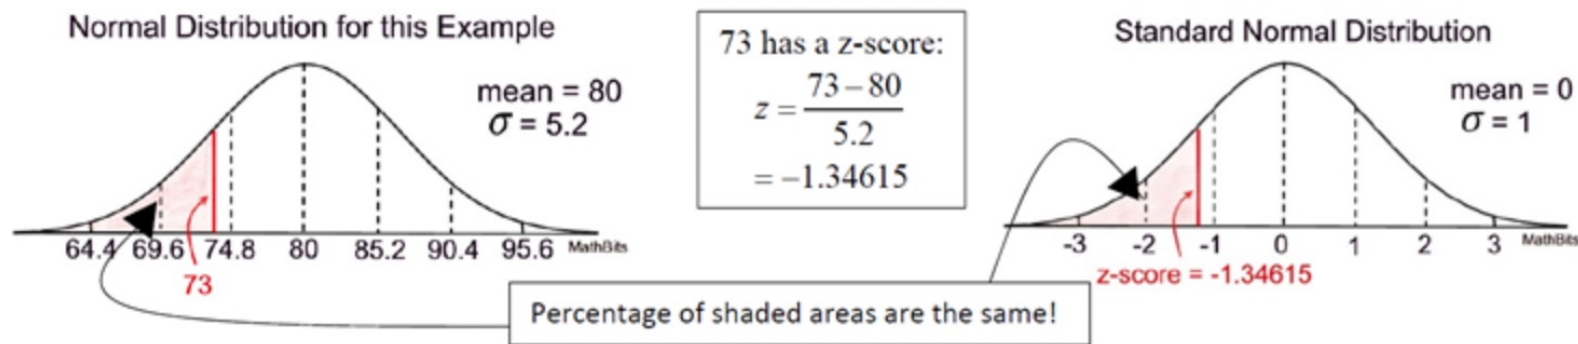 Normal Distribution for this Example
mean = 80
σ = 5.2
64.4 69.6 74.8 80 85.2 90.4 95.6 MathBits
73
73 has a z-score:
z = \frac{73 – 80}{5.2}
= –1.34615
Standard Normal Distribution
mean = 0
σ = 1
-3 -2 -1 0 1 2 3 MathBits
z-score = -1.34615
Percentage of shaded areas are the same!